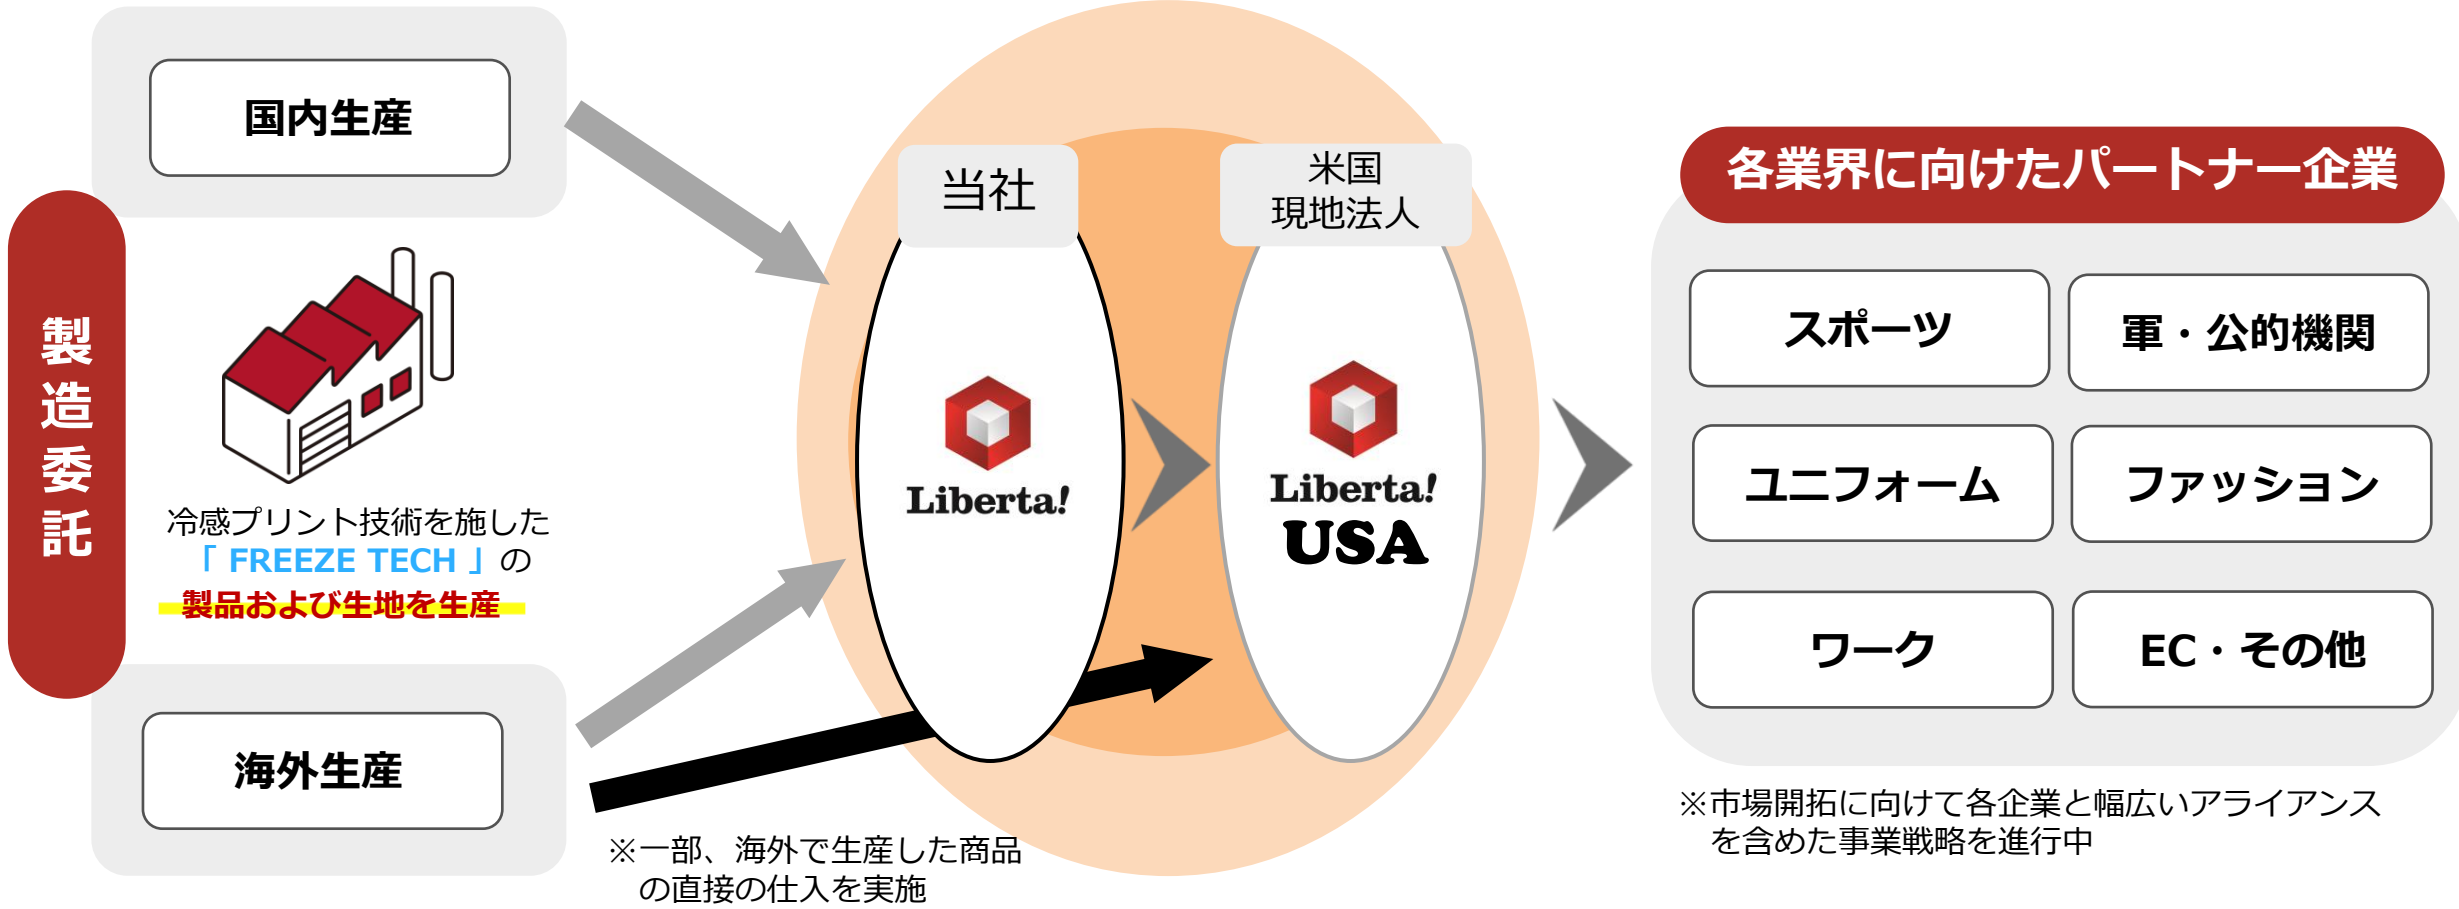 国内生産
製造委託
冷感プリント技術を施した
「 FREEZE TECH 」の
製品および生地を生産
海外生産
当社
Liberta!
米国
現地法人
Liberta!
USA
※一部、海外で生産した商品
の直接の仕入を実施
各業界に向けたパートナー企業
スポーツ
軍・公的機関
ユニフォーム
ファッション
ワーク
EC・その他
※市場開拓に向けて各企業と幅広いアライアンス
を含めた事業戦略を進行中